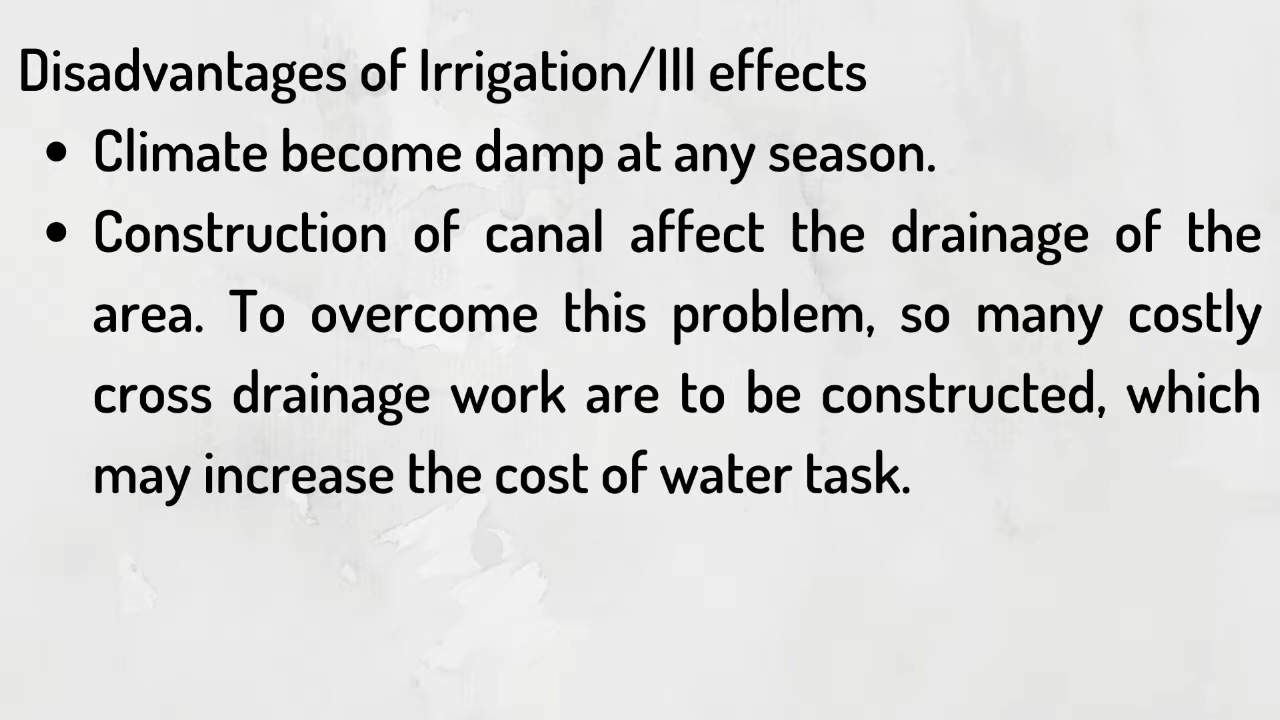 Disadvantages of Irrigation/Ill effects
• Climate become damp at any season.
• Construction of canal affect the drainage of the
area. To overcome this problem, so many costly
cross drainage work are to be constructed, which
may increase the cost of water task.